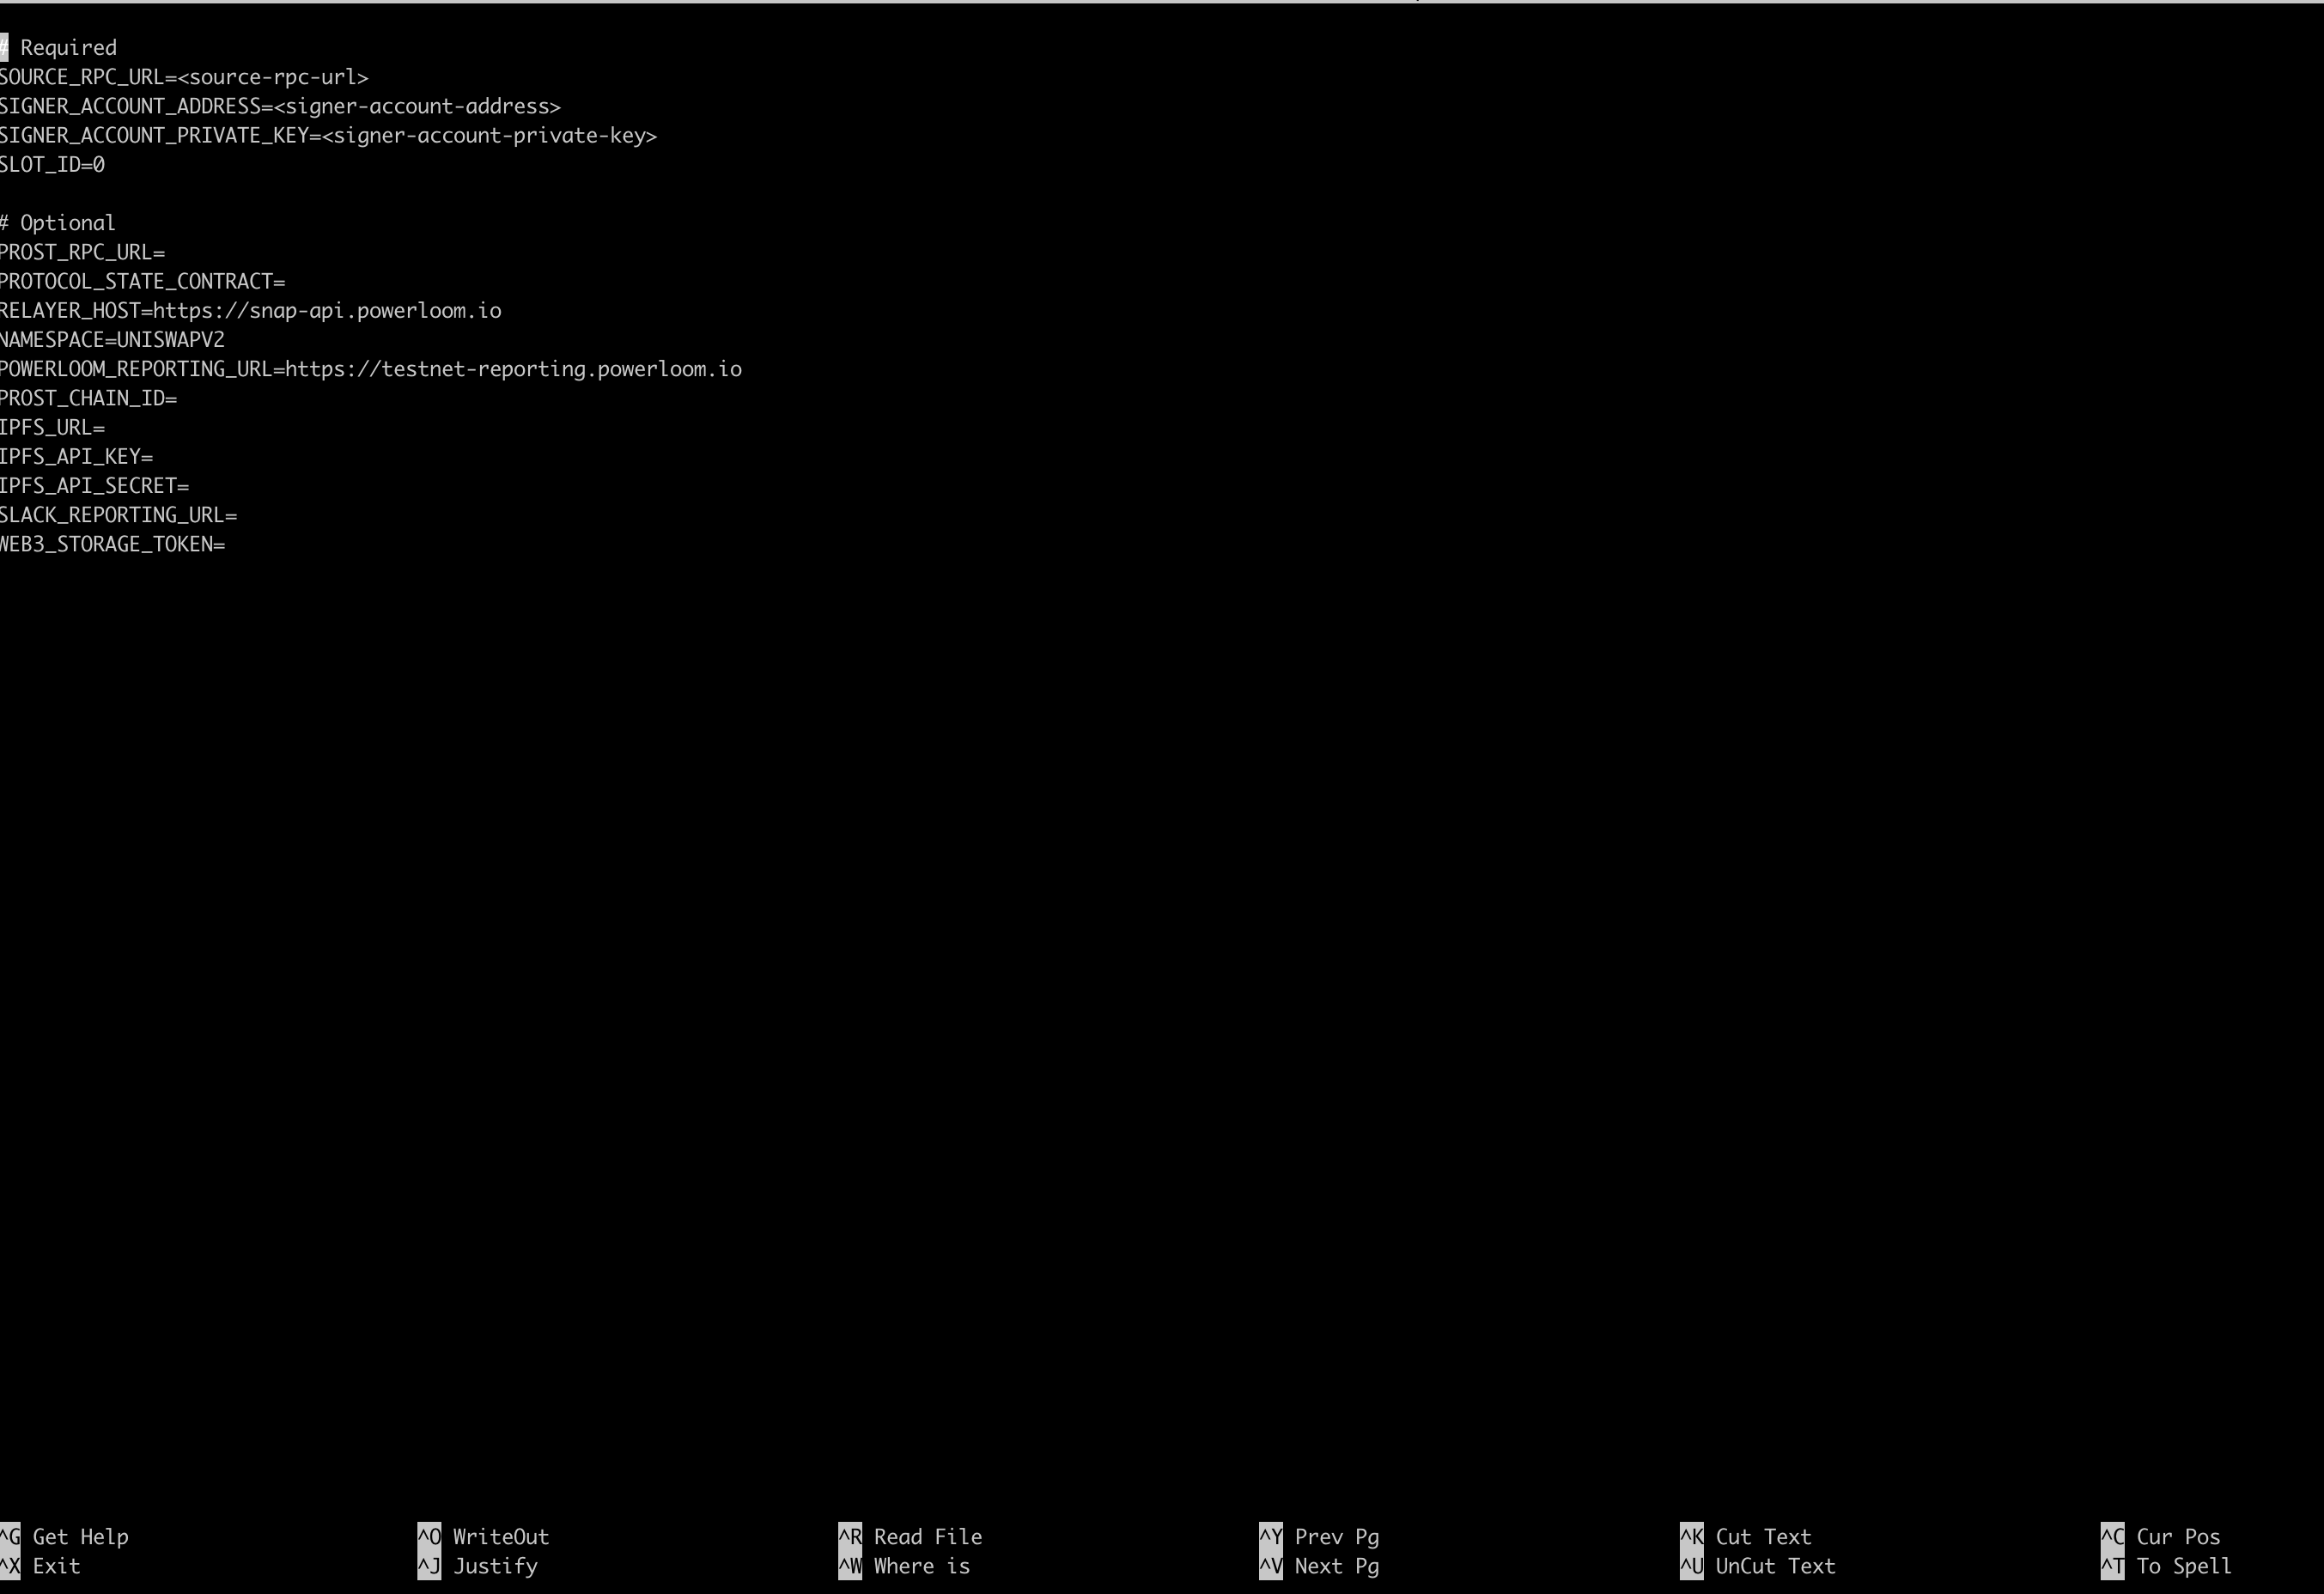 # Required
SOURCE_RPC_URL=<source-rpc-url>
SIGNER_ACCOUNT_ADDRESS=<signer-account-address>
SIGNER_ACCOUNT_PRIVATE_KEY=<signer-account-private-key>
SLOT_ID=0

# Optional
PROST_RPC_URL=
PROTOCOL_STATE_CONTRACT=
RELAYER_HOST=https://snap-api.powerloom.io
NAMESPACE=UNISWAPV2
POWERLOOM_REPORTING_URL=https://testnet-reporting.powerloom.io
PROST_CHAIN_ID=
IPFS_URL=
IPFS_API_KEY=
IPFS_API_SECRET=
SLACK_REPORTING_URL=
WEB3_STORAGE_TOKEN=

^G Get Help ^O WriteOut ^R Read File ^Y Prev Pg ^K Cut Text ^C Cur Pos
^X Exit ^J Justify ^W Where is ^V Next Pg ^U UnCut Text ^T To Spell